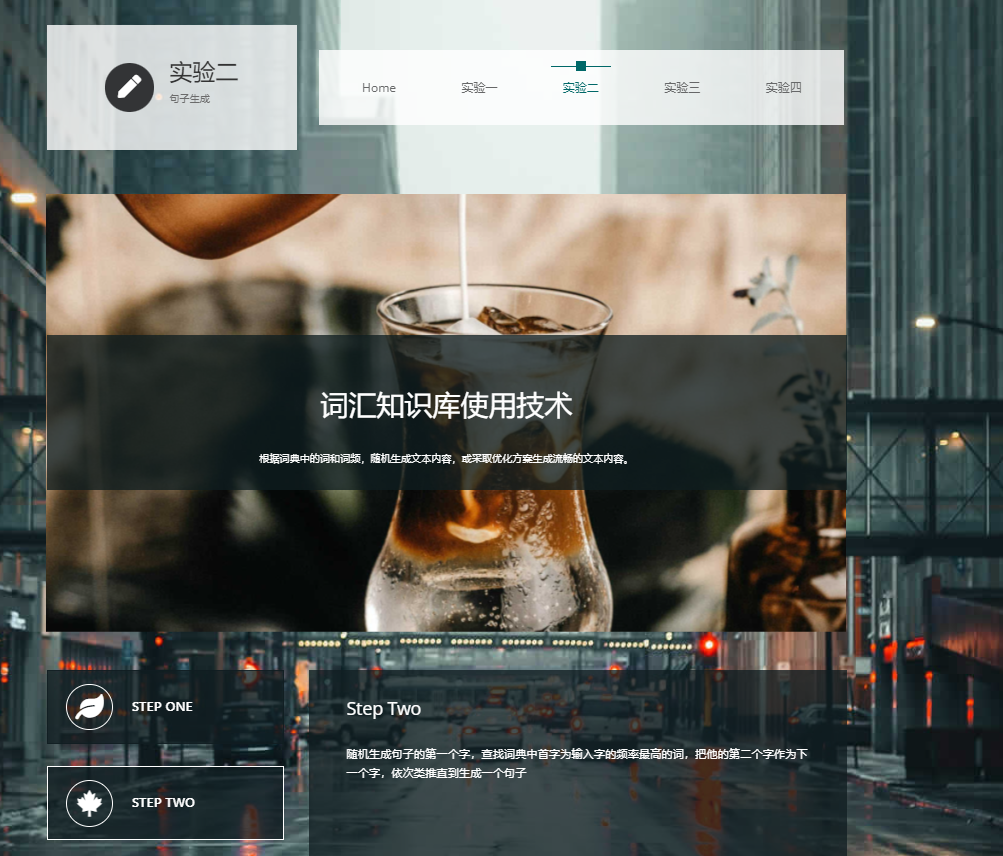 实验二
句子生成
Home
实验一
实验二
实验三
实验四
词汇知识库使用技术
根据词典中的词和词频，随机生成文本内容，或采取优化方案生成流畅的文本内容。
STEP ONE
STEP TWO
Step Two
随机生成句子的第一个字，查找词典中首字为输入字的频率最高的词，把他的第二个字作为下
一个字，依次类推直到生成一个句子